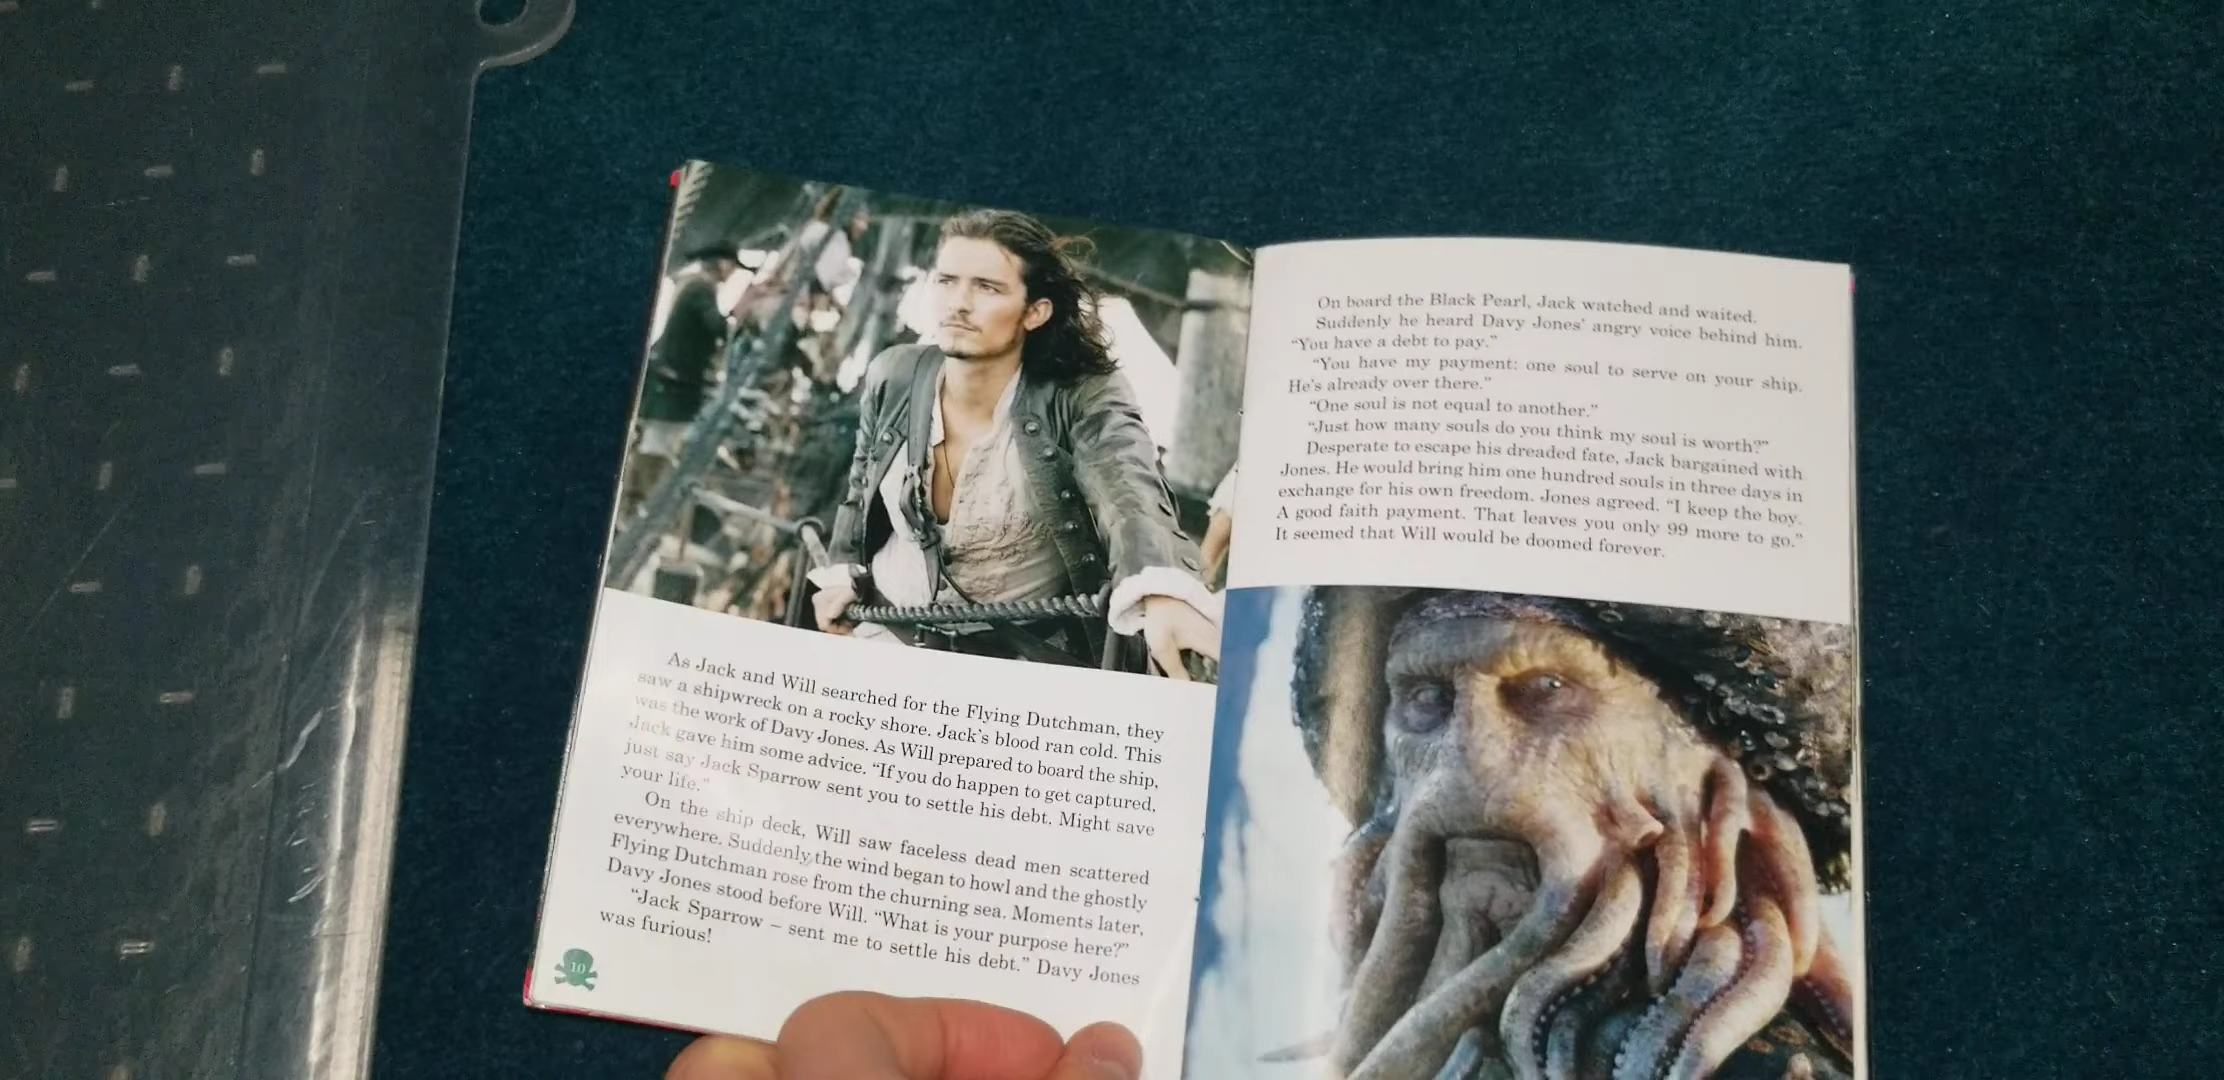 As Jack and Will searched for the Flying Dutchman, they
saw a shipwreck on a rocky shore. Jack's blood ran cold. This
was the work of Davy Jones. As Will prepared to board the ship,
Jack gave him some advice. “If you do happen to get captured,
just say Jack Sparrow sent you to settle his debt. Might save
your life.”
On the ship deck, Will saw faceless dead men scattered
everywhere. Suddenly the wind began to howl and the ghostly
Flying Dutchman rose from the churning sea. Moments later,
Davy Jones stood before Will. “What is your purpose here?”
“Jack Sparrow – sent me to settle his debt.” Davy Jones
was furious!
10
On board the Black Pearl, Jack watched and waited.
Suddenly he heard Davy Jones' angry voice behind him.
“You have a debt to pay.”
“You have my payment: one soul to serve on your ship.
He's already over there.”
“One soul is not equal to another.”
“Just how many souls do you think my soul is worth?”
Desperate to escape his dreaded fate, Jack bargained with
Jones. He would bring him one hundred souls in three days in
exchange for his own freedom. Jones agreed. “I keep the boy.
A good faith payment. That leaves you only 99 more to go.”
It seemed that Will would be doomed forever.